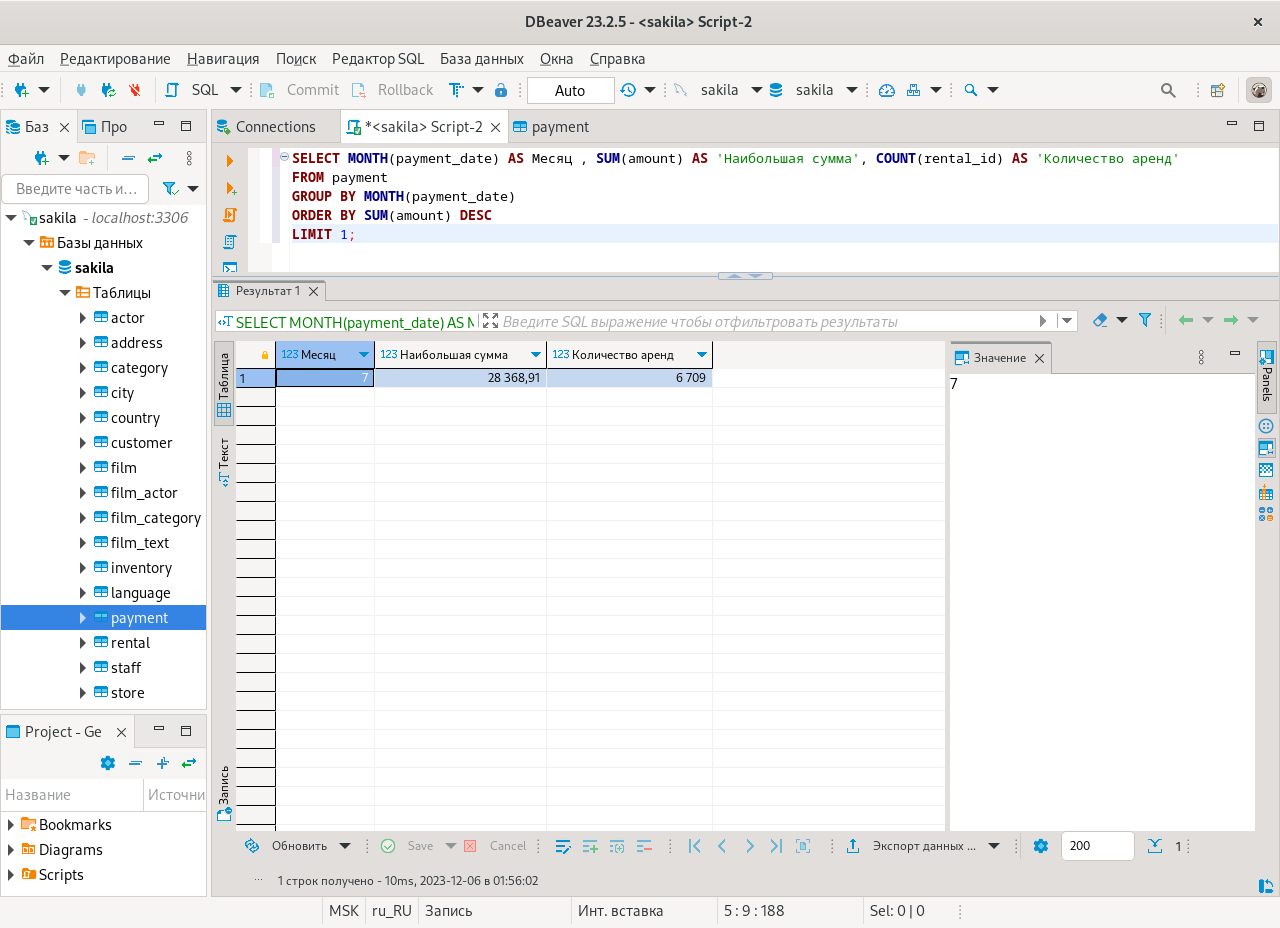 DBeaver 23.2.5 - <sakila> Script-2
Файл Редактирование Навигация Поиск Редактор SQL База данных Окна Справка
SQL Commit Rollback Auto sakila sakila
Баз Про
Connections *<sakila> Script-2 payment
Введите часть и...
sakila - localhost:3306
Базы данных
sakila
Таблицы
actor
address
category
city
country
customer
film
film_actor
film_category
film_text
inventory
language
payment
rental
staff
store
SELECT MONTH(payment_date) AS Месяц , SUM(amount) AS 'Наибольшая сумма', COUNT(rental_id) AS 'Количество аренд'
FROM payment
GROUP BY MONTH(payment_date)
ORDER BY SUM(amount) DESC
LIMIT 1;
Результат 1
SELECT MONTH(payment_date) AS M Введите SQL выражение чтобы отфильтровать результаты
Таблица
Текст
Запись
123 Месяц 123 Наибольшая сумма 123 Количество аренд
1 7 28 368,91 6 709
Значение
7
Panels
Project - Ge
Название Источни
Bookmarks
Diagrams
Scripts
Обновить Save Cancel Экспорт данных ... 200 1
1 строк получено - 10ms, 2023-12-06 в 01:56:02
MSK ru_RU Запись Инт. вставка 5 : 9 : 188 Sel: 0 | 0